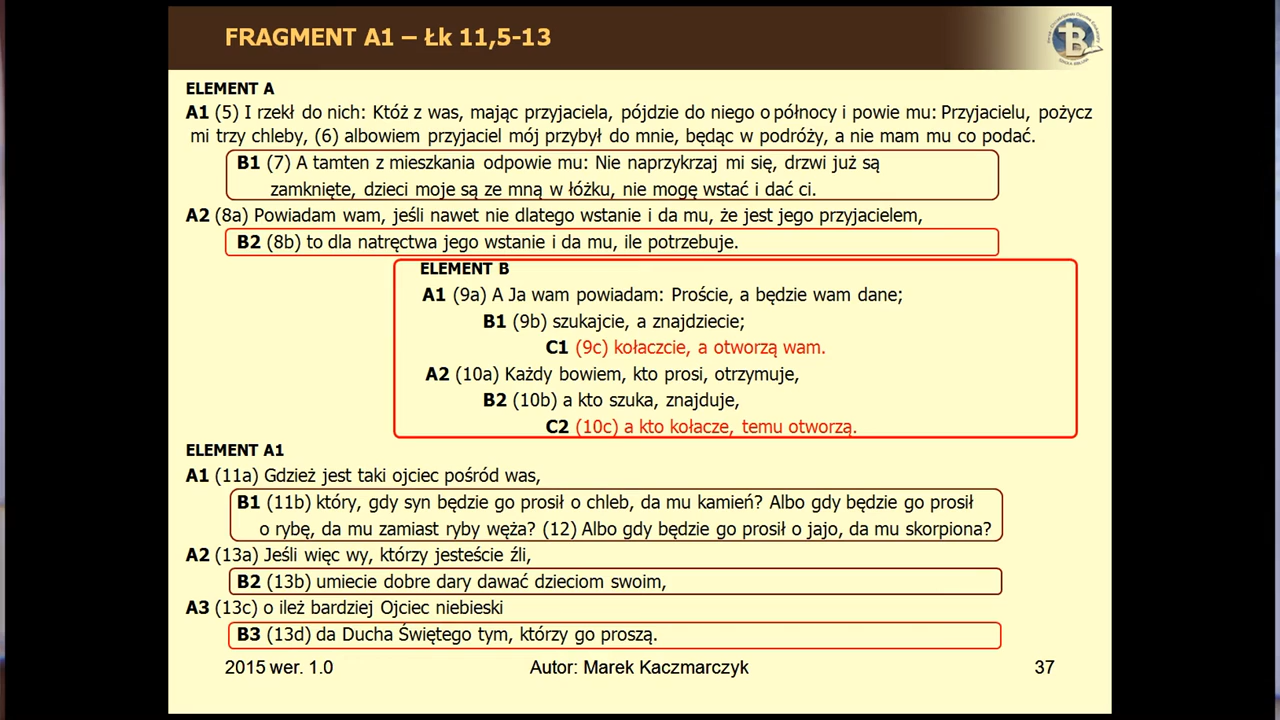 FRAGMENT A1 – Łk 11,5-13
B
ELEMENT A
A1 (5) I rzekł do nich: Któż z was, mając przyjaciela, pójdzie do niego o północy i powie mu: Przyjacielu, pożycz
mi trzy chleby, (6) albowiem przyjaciel mój przybył do mnie, będąc w podróży, a nie mam mu co podać.
B1 (7) A tamten z mieszkania odpowie mu: Nie naprzykrzaj mi się, drzwi już są
zamknięte, dzieci moje są ze mną w łóżku, nie mogę wstać i dać ci.
A2 (8a) Powiadam wam, jeśli nawet nie dlatego wstanie i da mu, że jest jego przyjacielem,
B2 (8b) to dla natręctwa jego wstanie i da mu, ile potrzebuje.
ELEMENT B
A1 (9a) A Ja wam powiadam: Proście, a będzie wam dane;
B1 (9b) szukajcie, a znajdziecie;
C1 (9c) kołaczcie, a otworzą wam.
A2 (10a) Każdy bowiem, kto prosi, otrzymuje,
B2 (10b) a kto szuka, znajduje,
C2 (10c) a kto kołacze, temu otworzą.
ELEMENT A1
A1 (11a) Gdzież jest taki ojciec pośród was,
B1 (11b) który, gdy syn będzie go prosił o chleb, da mu kamień? Albo gdy będzie go prosił
o rybę, da mu zamiast ryby węża? (12) Albo gdy będzie go prosił o jajo, da mu skorpiona?
A2 (13a) Jeśli więc wy, którzy jesteście źli,
B2 (13b) umiecie dobre dary dawać dzieciom swoim,
A3 (13c) o ileż bardziej Ojciec niebieski
B3 (13d) da Ducha Świętego tym, którzy go proszą.
2015 wer. 1.0 Autor: Marek Kaczmarczyk 37